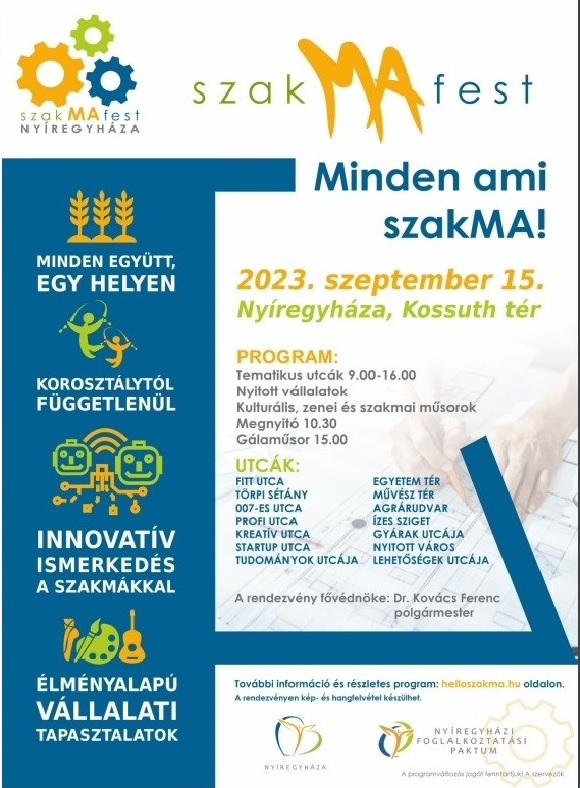 szakMAfest
NYÍREGYHÁZA
szakMAfest
Minden ami
szakMA!
MINDEN EGYÜTT,
EGY HELYEN
KOROSZTÁLYTÓL
FÜGGETLENÜL
INNOVATÍV
ISMERKEDÉS
A SZAKMÁKKAL
ÉLMÉNYALAPÚ
VÁLLALATI
TAPASZTALATOK
2023. szeptember 15.
Nyíregyháza, Kossuth tér
PROGRAM:
Tematikus utcák 9.00-16.00
Nyitott vállalatok
Kulturális, zenei és szakmai műsorok
Megnyitó 10.30
Gálaműsor 15.00
UTCÁK:
FITT UTCA
TÖRPI SÉTÁNY
007-ES UTCA
PROFI UTCA
KREATÍV UTCA
STARTUP UTCA
TUDOMÁNYOK UTCÁJA
EGYETEM TÉR
MŰVÉSZ TÉR
AGRÁRUDVAR
ÍZES SZIGET
GYÁRAK UTCÁJA
NYITOTT VÁROS
LEHETŐSÉGEK UTCÁJA
A rendezvény fővédnöke: Dr. Kovács Ferenc
polgármester
További információ és részletes program: helloszakma.hu oldalon.
A rendezvényen kép- és hangfelvétel készülhet.
NYÍREGYHÁZA
NYÍREGYHÁZI
FOGLALKOZTATÁSI
PAKTUM
A programváltozás jogát fenntartjuk! A szervezők